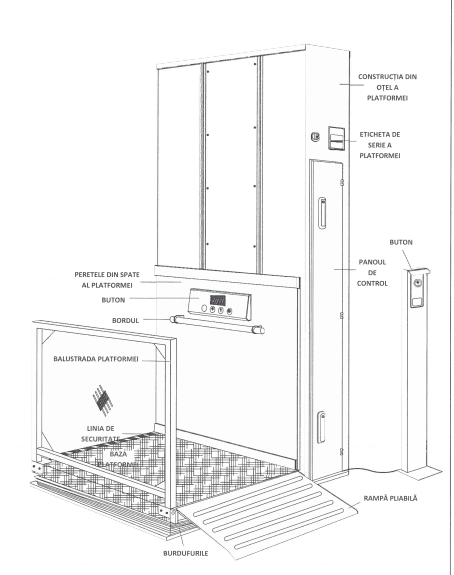 CONSTRUCȚIA DIN
OȚEL A
PLATFORMEI
ETICHETA DE
SERIE A
PLATFORMEI
BUTON
PANOUL
DE
CONTROL
PERETELE DIN SPATE
AL PLATFORMEI
BUTON
BORDUL
BALUSTRADA PLATFORMEI
LINIA DE
SECURITATE
BAZA
PLATFORMEI
RAMPĂ PLIABILĂ
BURDUFURILE